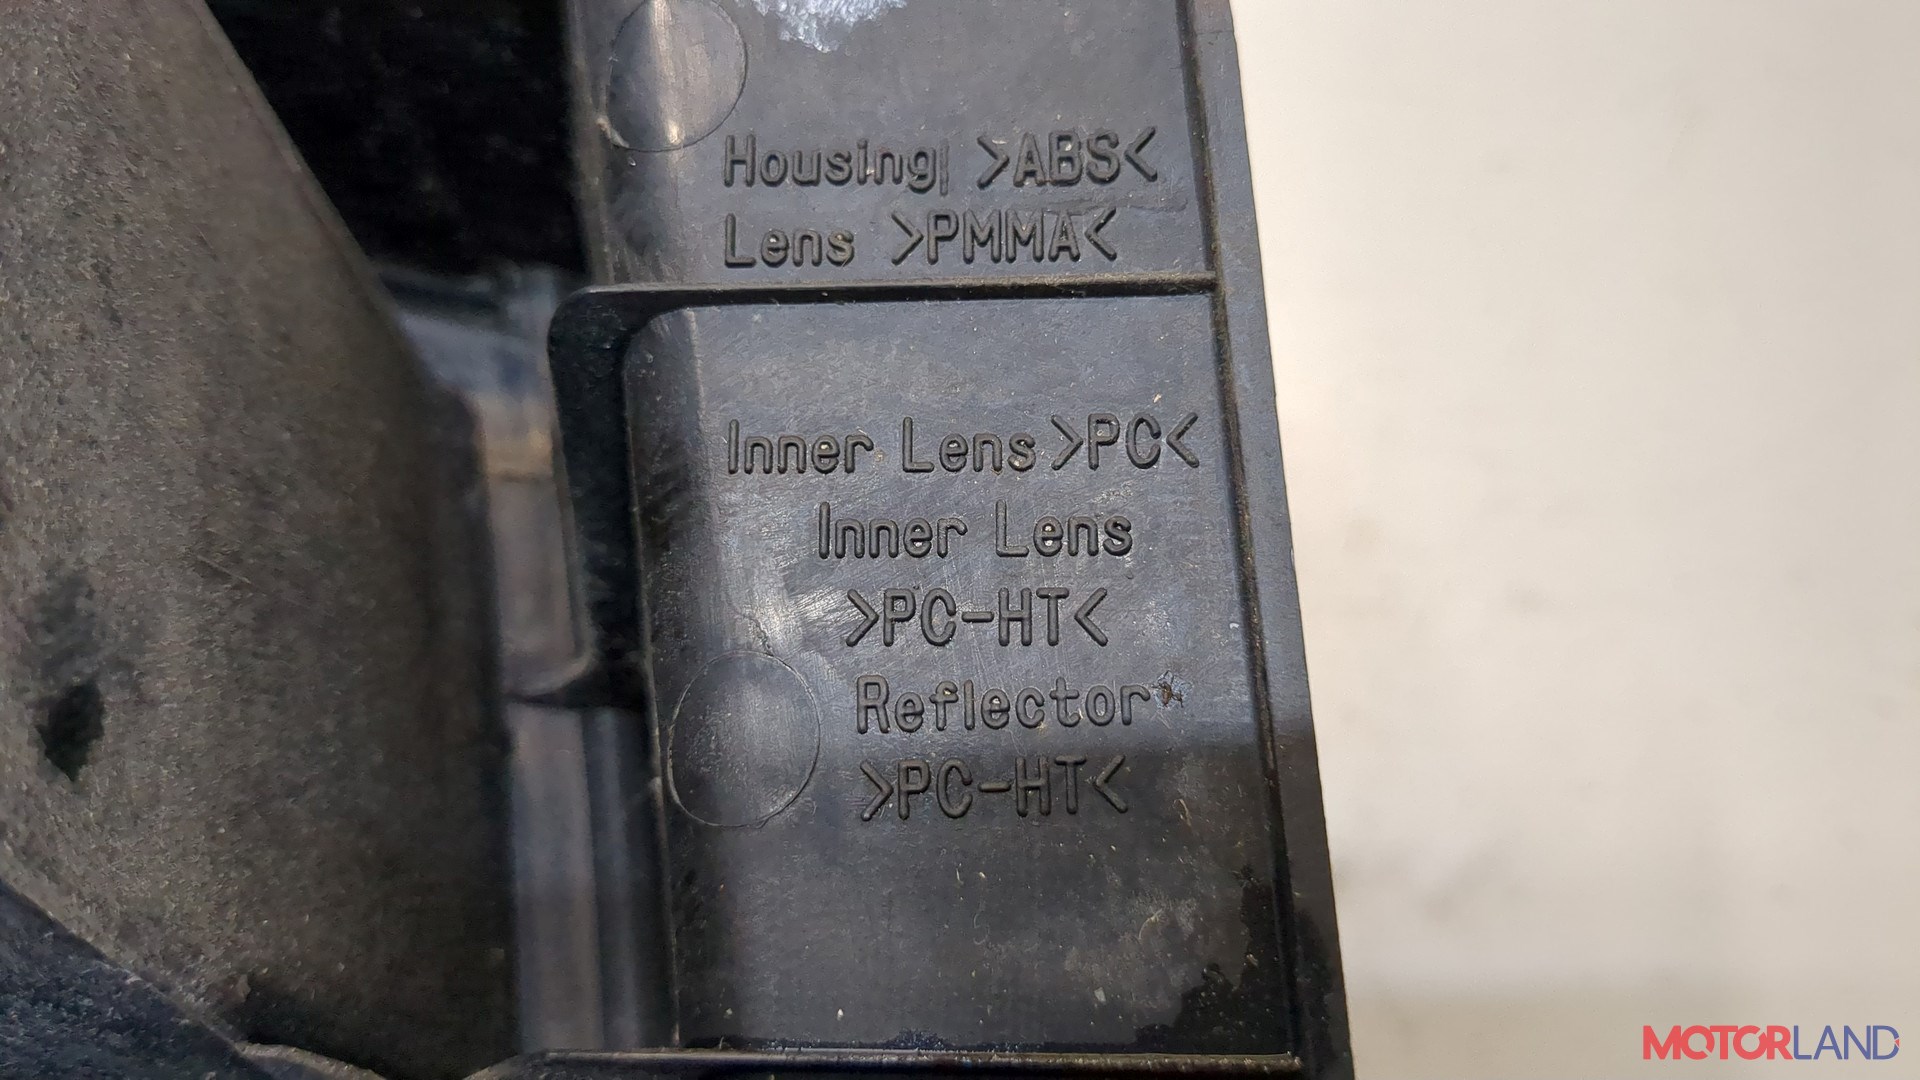 Housing >ABS<
Lens >PMMA<
Inner Lens >PC<
Inner Lens
>PC-HT<
Reflector
>PC-HT<
MOTORLAND